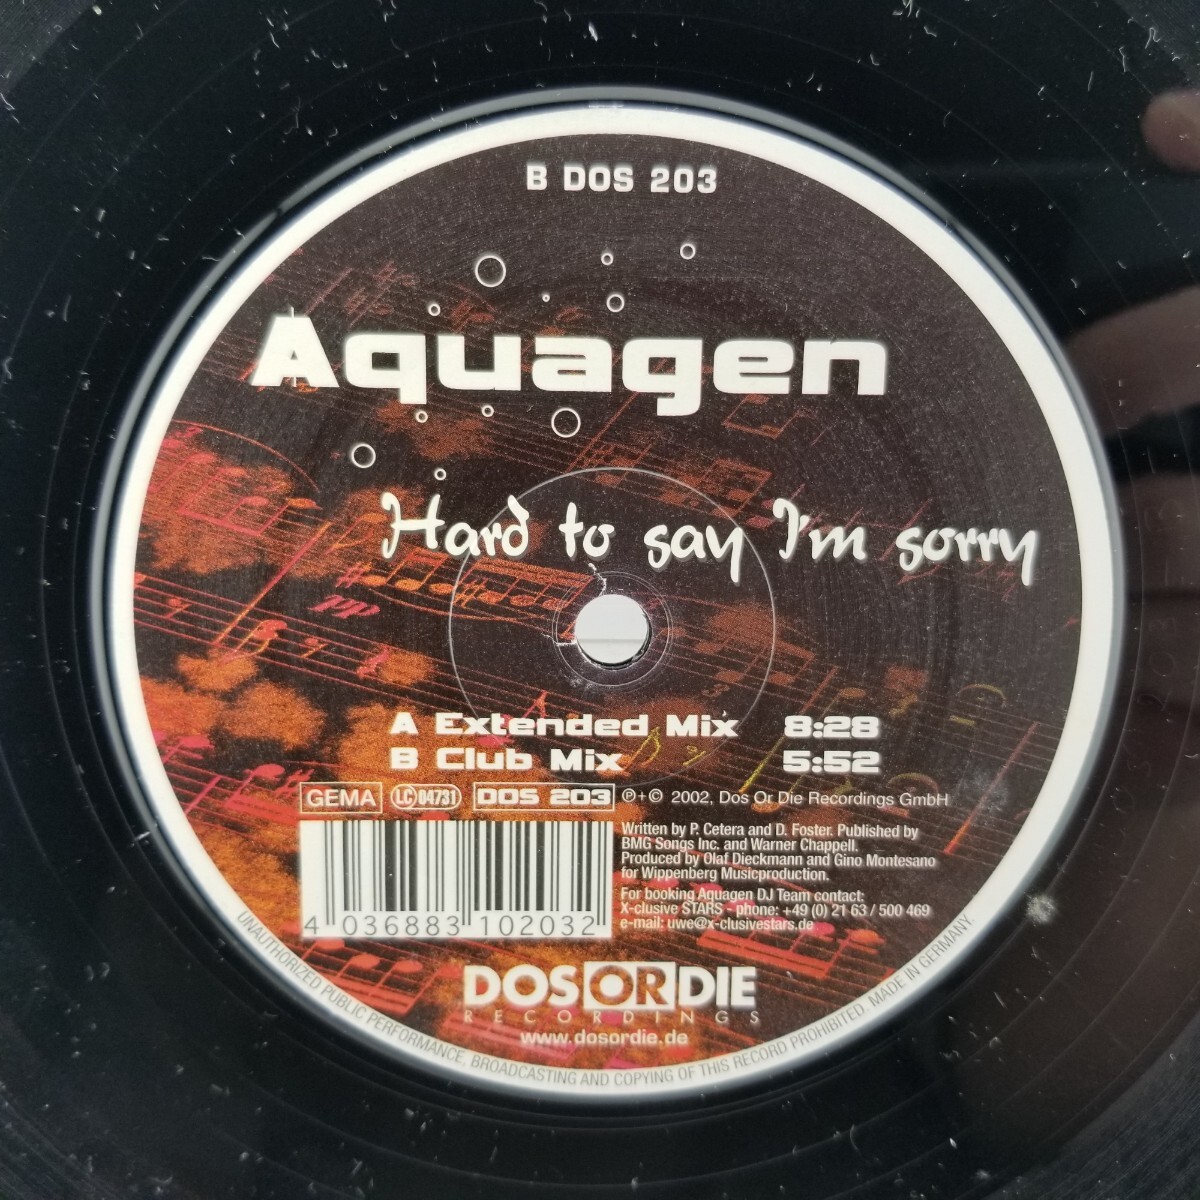 B DOS 203
Aquagen
Hard to say I'm sorry
pp
A Extended Mix 8:28
B Club Mix 5:52
GEMA LC 04731 DOS 203 ℗+© 2002, Dos Or Die Recordings GmbH
Written by P. Cetera and D. Foster. Published by
BMG Songs Inc. and Warner Chappell.
Produced by Olaf Dieckmann and Gino Montesano
for Wippenberg Musicproduction.
For booking Aquagen DJ Team contact:
X-clusive STARS - phone: +49 (0) 21 63 / 500 469
e-mail: uwe@x-clusivestars.de
4 036883 102032
DOS OR DIE
RECORDINGS
www.dosordie.de
UNAUTHORIZED PUBLIC PERFORMANCE, BROADCASTING AND COPYING OF THIS RECORD PROHIBITED. MADE IN GERMANY.